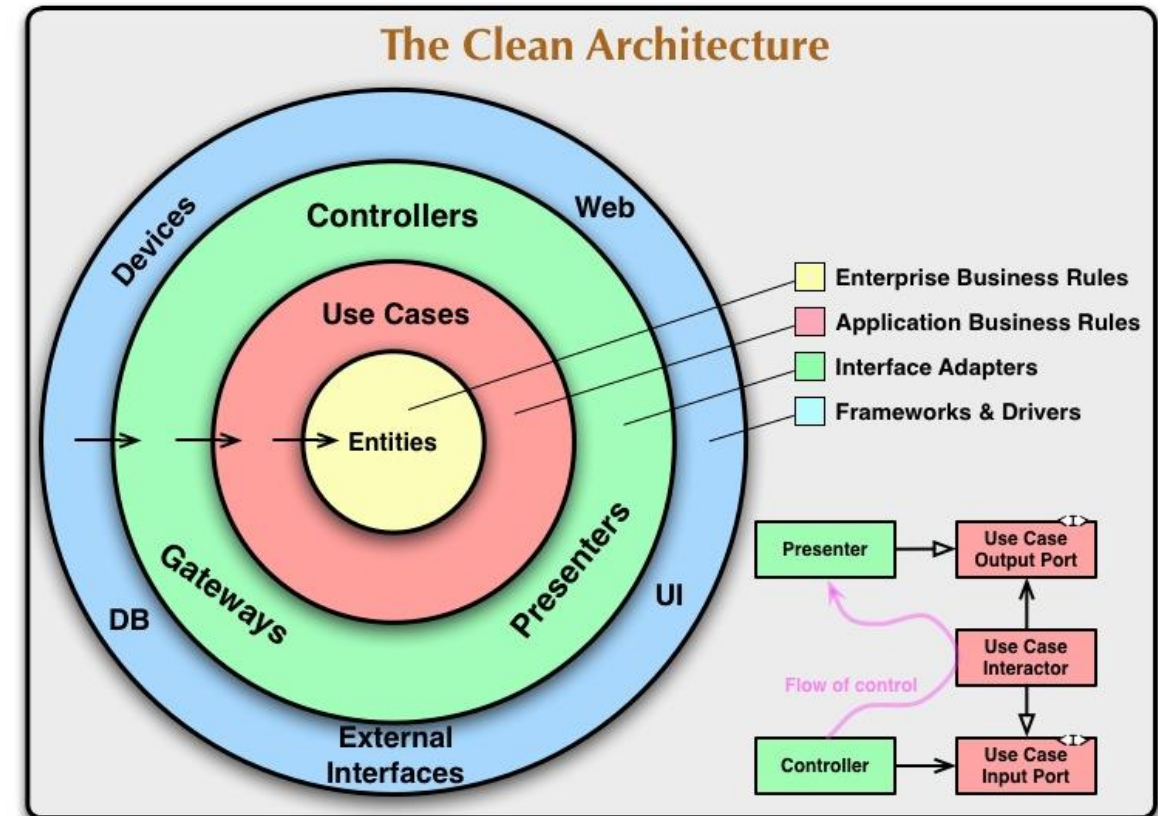 The Clean Architecture
Devices
Web
Controllers
Use Cases
Entities
Gateways
Presenters
DB
UI
External
Interfaces
Enterprise Business Rules
Application Business Rules
Interface Adapters
Frameworks & Drivers
Presenter
<I>
Use Case
Output Port
Use Case
Interactor
Flow of control
Controller
<I>
Use Case
Input Port